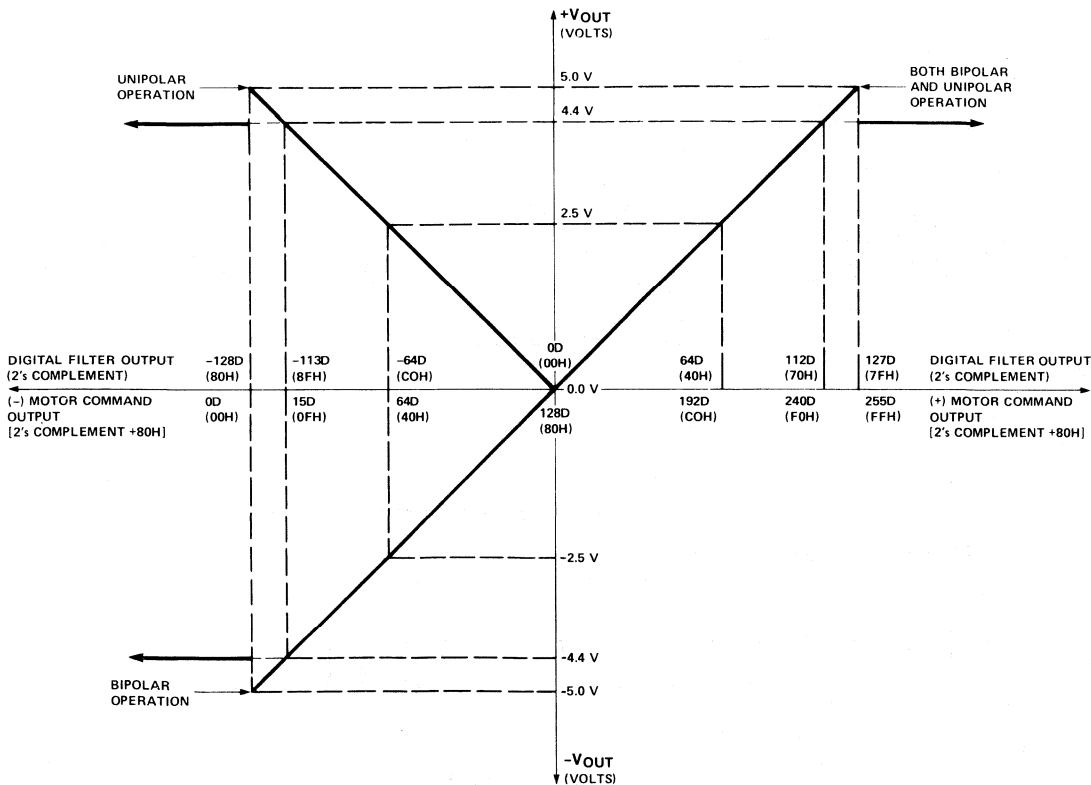 +VOUT
(VOLTS)
UNIPOLAR
OPERATION
5.0 V
BOTH BIPOLAR
AND UNIPOLAR
OPERATION
4.4 V
2.5 V
0D
(00H)
DIGITAL FILTER OUTPUT
(2's COMPLEMENT)
−128D
(80H)
−113D
(8FH)
−64D
(COH)
64D
(40H)
112D
(70H)
127D
(7FH)
DIGITAL FILTER OUTPUT
(2's COMPLEMENT)
0.0 V
(−) MOTOR COMMAND
OUTPUT
[2's COMPLEMENT +80H]
0D
(00H)
15D
(0FH)
64D
(40H)
128D
(80H)
192D
(COH)
240D
(F0H)
255D
(FFH)
(+) MOTOR COMMAND
OUTPUT
[2's COMPLEMENT +80H]
−2.5 V
−4.4 V
−5.0 V
BIPOLAR
OPERATION
−VOUT
(VOLTS)